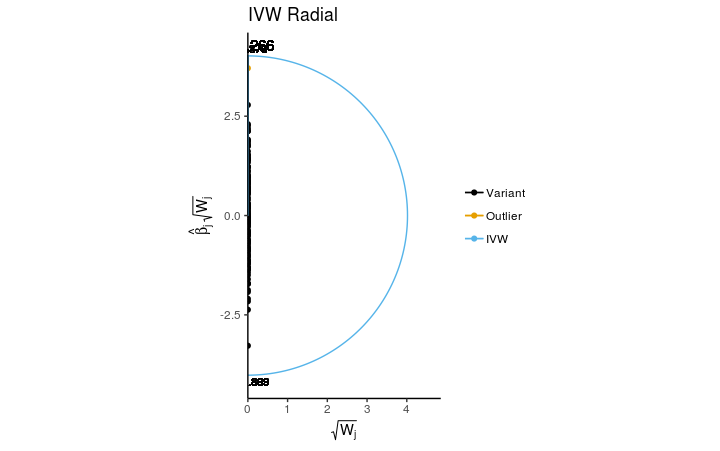 IVW Radial
266
2.5
0.0
-2.5
β̂j√Wj
0 1 2 3 4
√Wj
Variant
Outlier
IVW